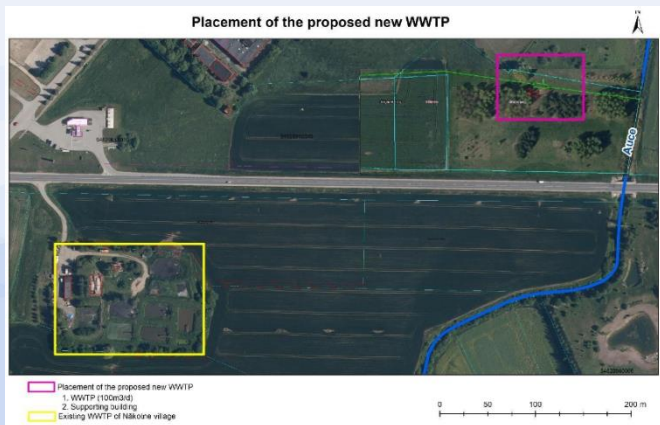 Placement of the proposed new WWTP
N
Auce
Placement of the proposed new WWTP
1. WWTP (100m3rd)
2. Supporting building
Existing WWTP of Nākotne village
0 50 100 200 m